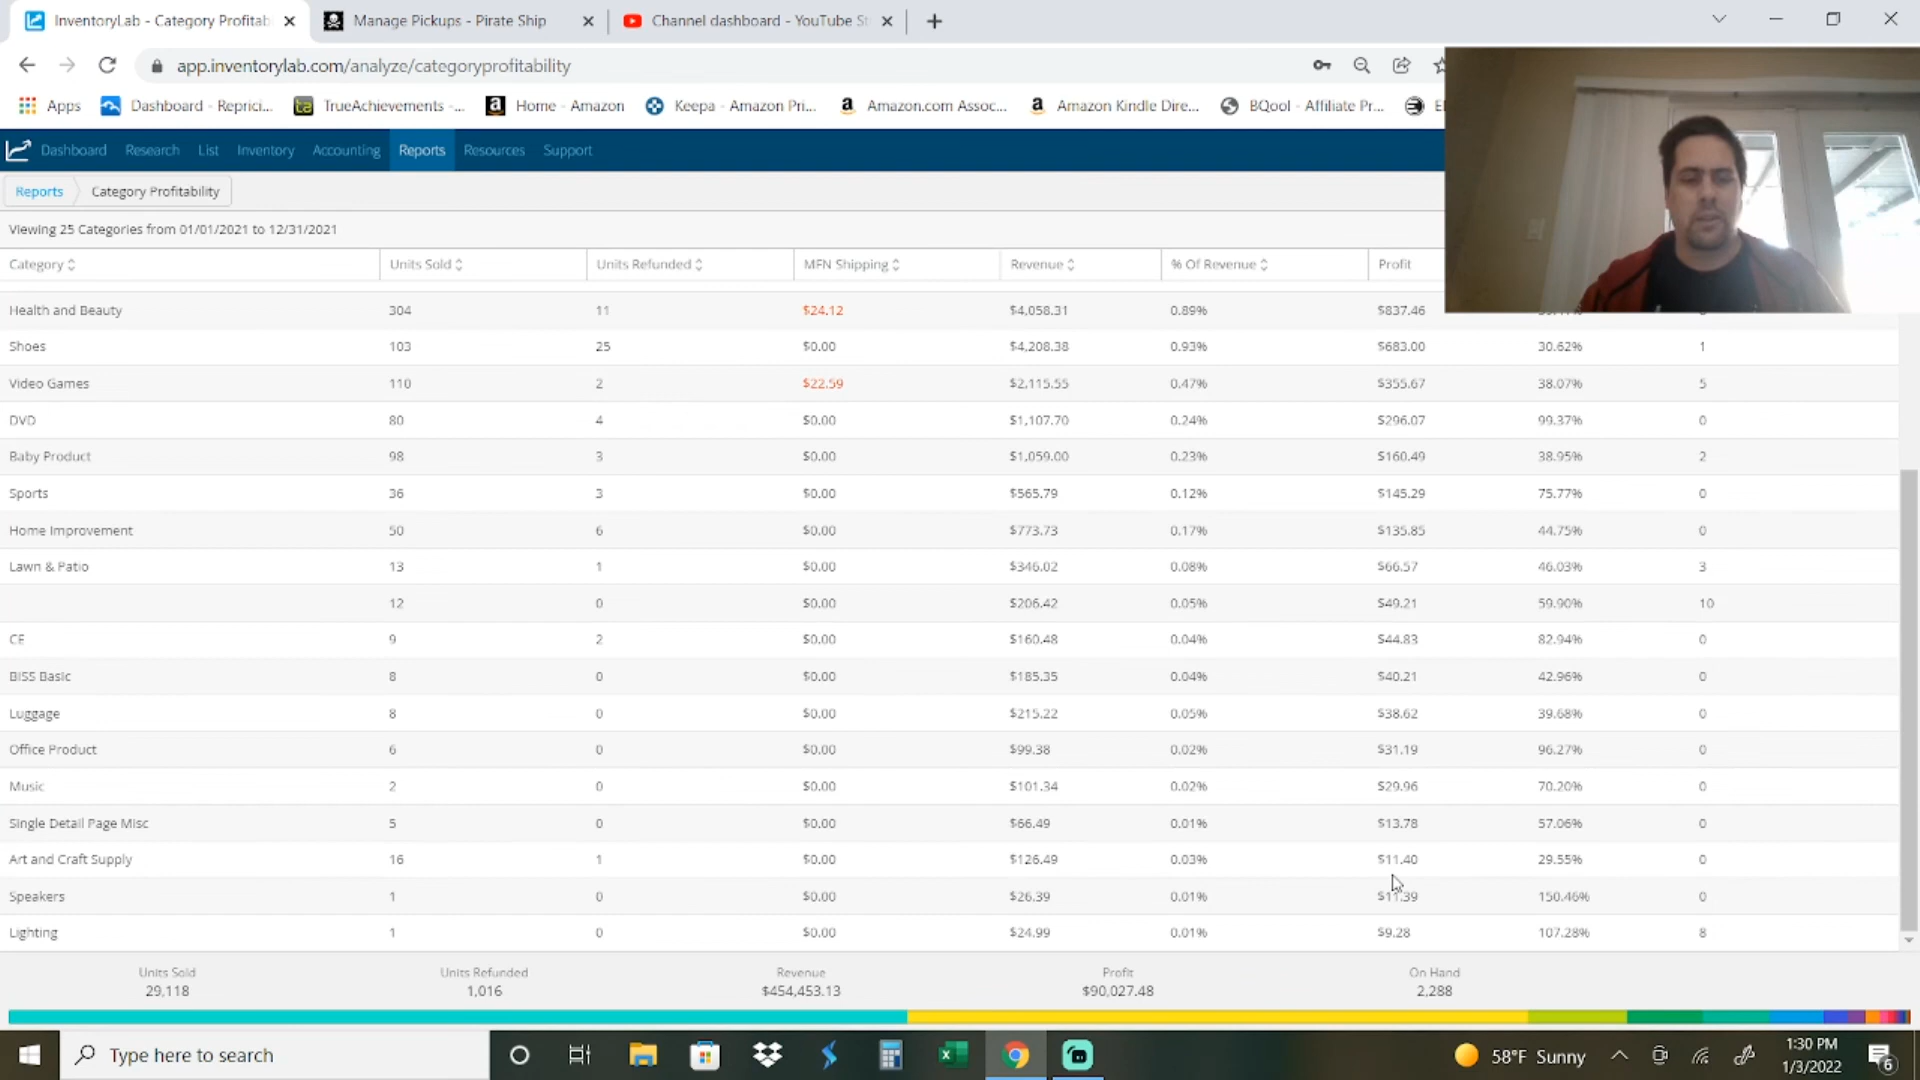 InventoryLab - Category Profitab
Manage Pickups - Pirate Ship
Channel dashboard - YouTube St
app.inventorylab.com/analyze/categoryprofitability
Apps
Dashboard - Reprici...
TrueAchievements -...
Home - Amazon
Keepa - Amazon Pri...
Amazon.com Assoc...
Amazon Kindle Dire...
BQool - Affiliate Pr...
Dashboard Research List Inventory Accounting Reports Resources Support
Reports Category Profitability
Viewing 25 Categories from 01/01/2021 to 12/31/2021
Category Units Sold Units Refunded MFN Shipping Revenue % Of Revenue Profit
Health and Beauty 304 11 $24.12 $4,058.31 0.89% $837.46
Shoes 103 25 $0.00 $4,208.38 0.93% $683.00 30.62% 1
Video Games 110 2 $22.59 $2,115.55 0.47% $355.67 38.07% 5
DVD 80 4 $0.00 $1,107.70 0.24% $296.07 99.37% 0
Baby Product 98 3 $0.00 $1,059.00 0.23% $160.49 38.95% 2
Sports 36 3 $0.00 $565.79 0.12% $145.29 75.77% 0
Home Improvement 50 6 $0.00 $773.73 0.17% $135.85 44.75% 0
Lawn & Patio 13 1 $0.00 $346.02 0.08% $66.57 46.03% 3
12 0 $0.00 $206.42 0.05% $49.21 59.90% 10
CE 9 2 $0.00 $160.48 0.04% $44.83 82.94% 0
BISS Basic 8 0 $0.00 $185.35 0.04% $40.21 42.96% 0
Luggage 8 0 $0.00 $215.22 0.05% $38.62 39.68% 0
Office Product 6 0 $0.00 $99.38 0.02% $31.19 96.27% 0
Music 2 0 $0.00 $101.34 0.02% $29.96 70.20% 0
Single Detail Page Misc 5 0 $0.00 $66.49 0.01% $13.78 57.06% 0
Art and Craft Supply 16 1 $0.00 $126.49 0.03% $11.40 29.55% 0
Speakers 1 0 $0.00 $26.39 0.01% $11.39 150.46% 0
Lighting 1 0 $0.00 $24.99 0.01% $9.28 107.28% 8
Units Sold Units Refunded Revenue Profit On Hand
29,118 1,016 $454,453.13 $90,027.48 2,288
Type here to search
58°F Sunny
1:30 PM
1/3/2022
6